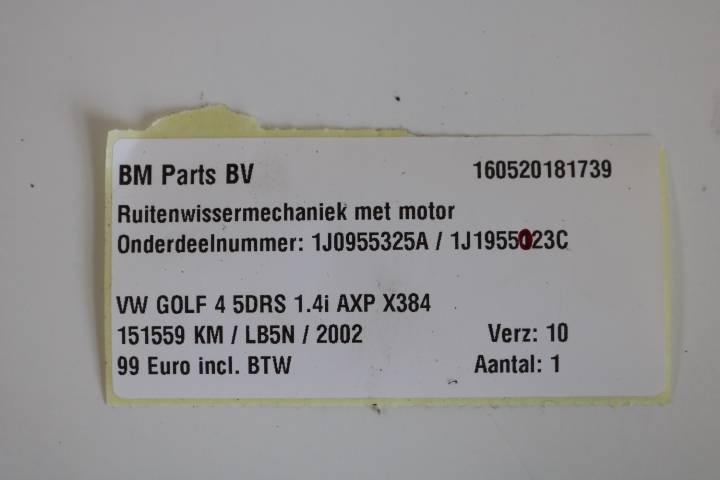 BM Parts BV 160520181739
Ruitenwissermechaniek met motor
Onderdeelnummer: 1J0955325A / 1J1955023C
VW GOLF 4 5DRS 1.4i AXP X384
151559 KM / LB5N / 2002 Verz: 10
99 Euro incl. BTW Aantal: 1